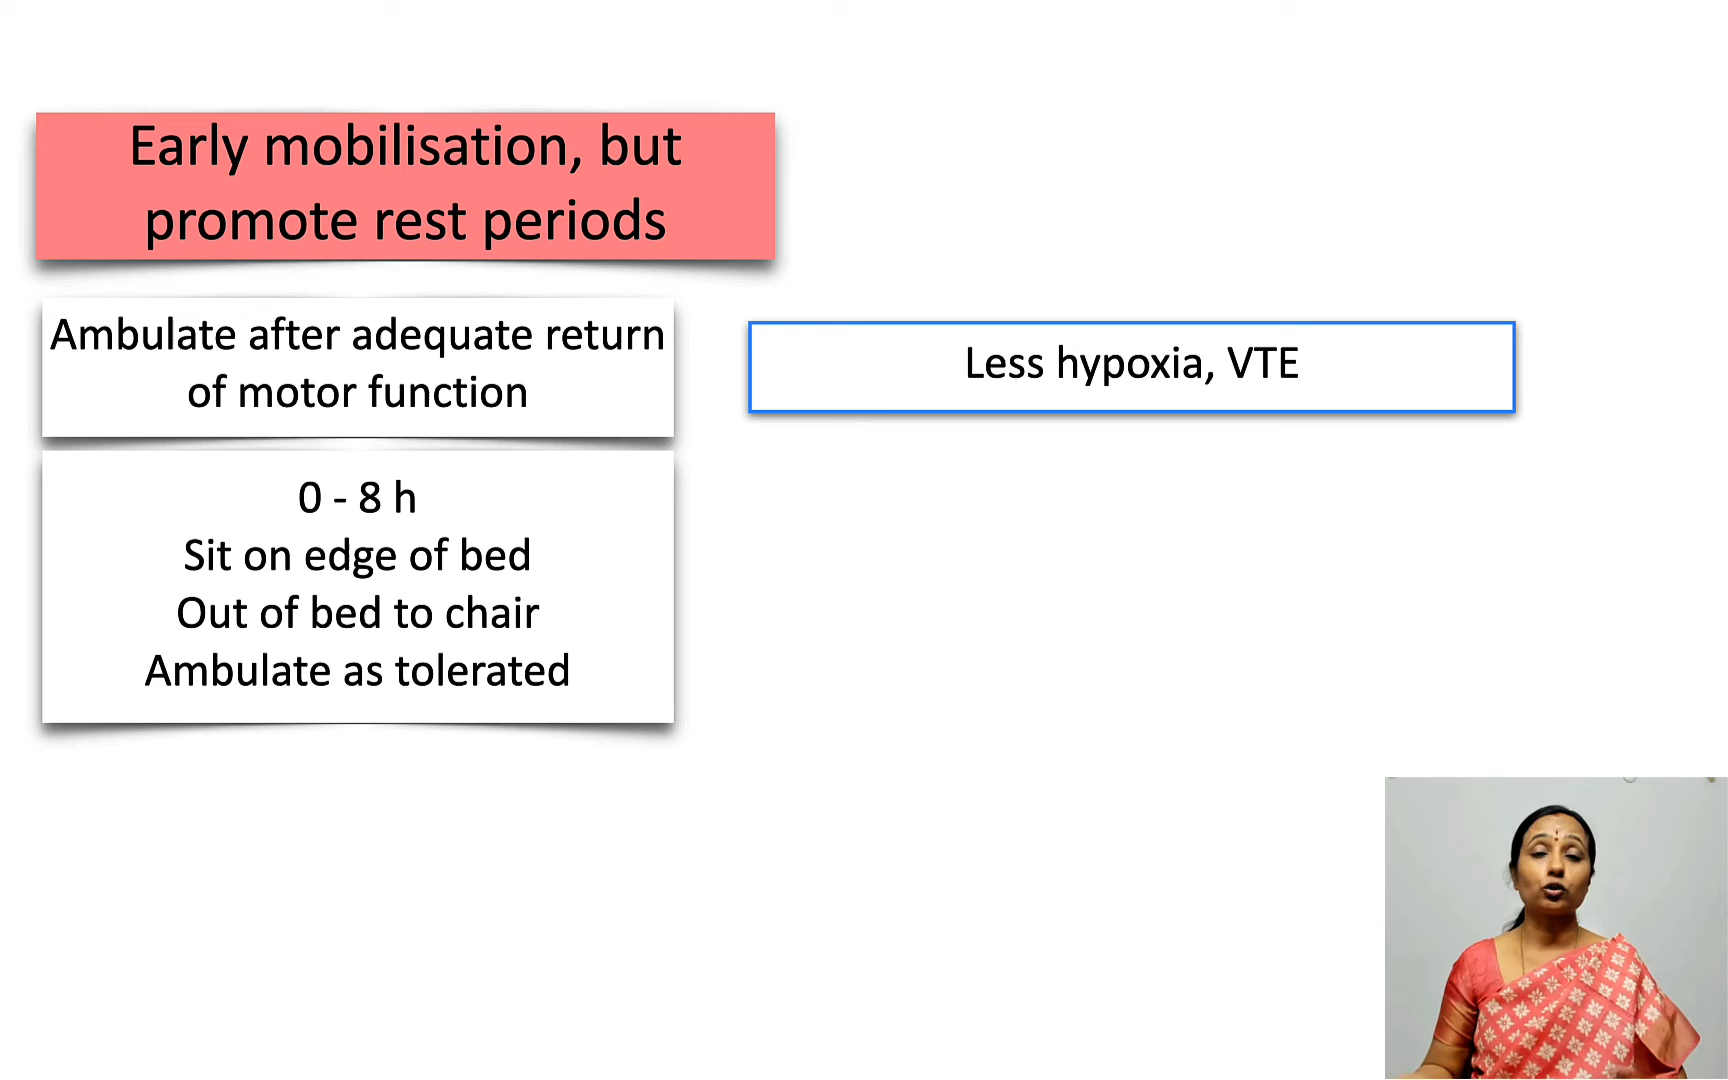 Early mobilisation, but
promote rest periods
Ambulate after adequate return
of motor function
Less hypoxia, VTE
0 - 8 h
Sit on edge of bed
Out of bed to chair
Ambulate as tolerated